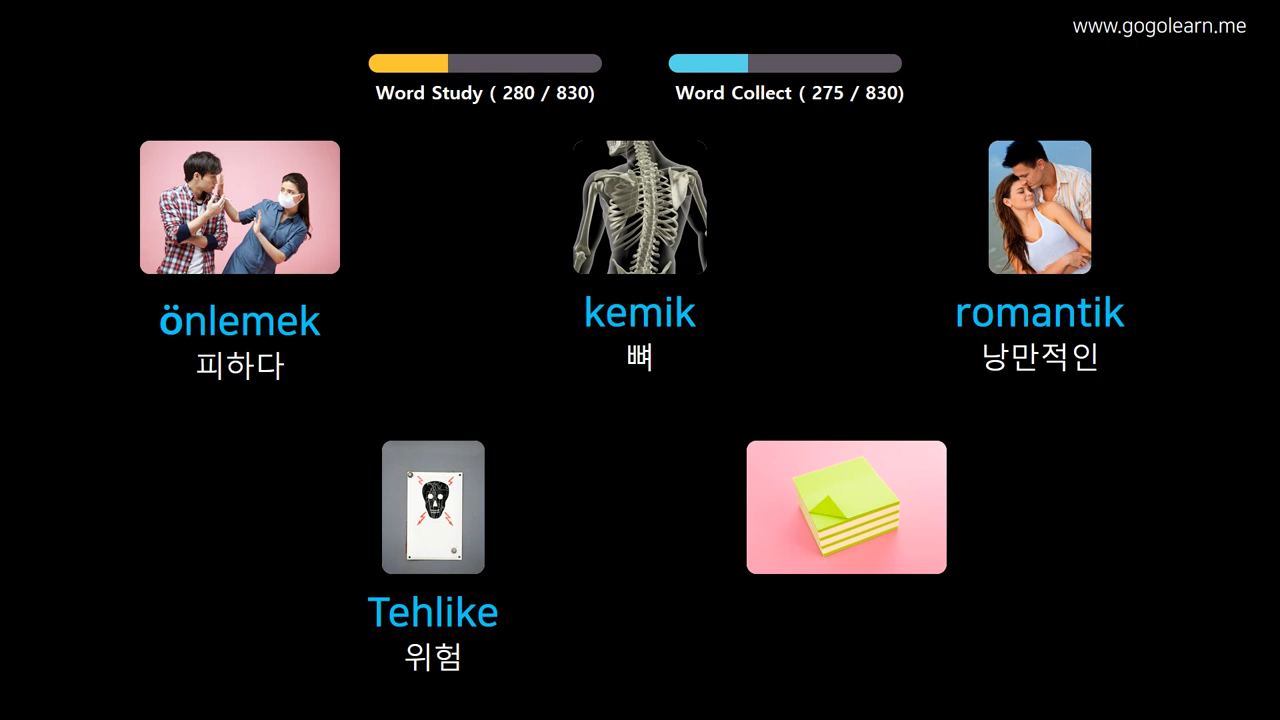 www.gogolearn.me
Word Study ( 280 / 830)
Word Collect ( 275 / 830)
önlemek
피하다
kemik
뼈
romantik
낭만적인
Tehlike
위험